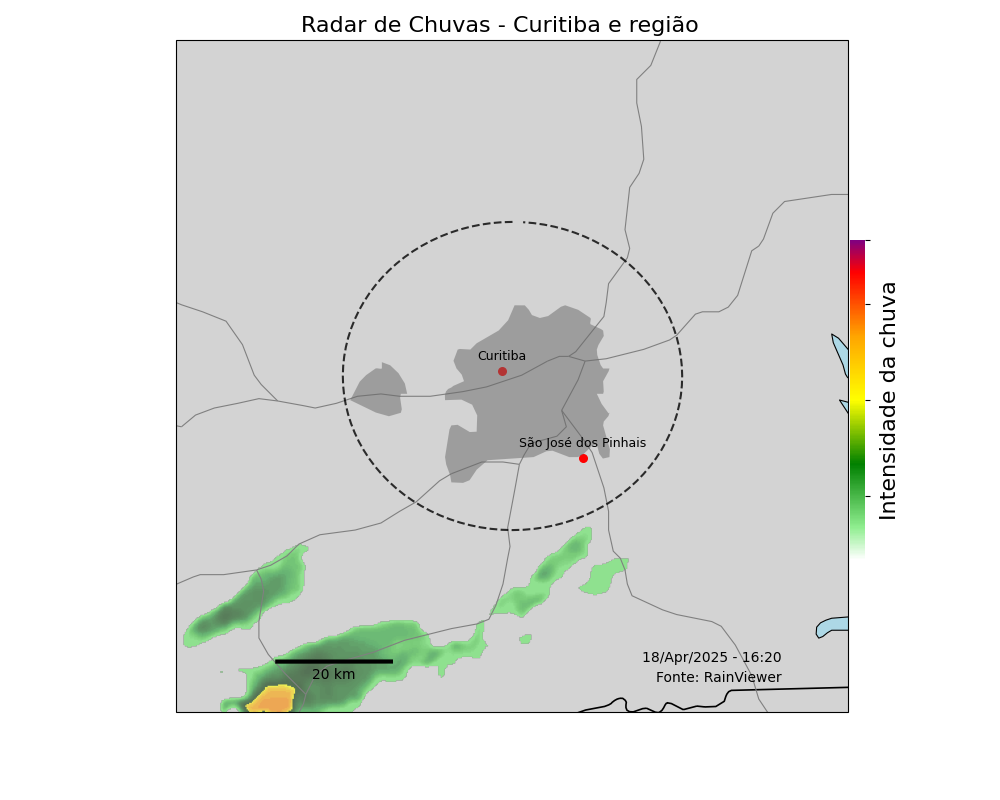 Radar de Chuvas - Curitiba e região
Curitiba
São José dos Pinhais
Intensidade da chuva
18/Apr/2025 - 16:20
20 km
Fonte: RainViewer